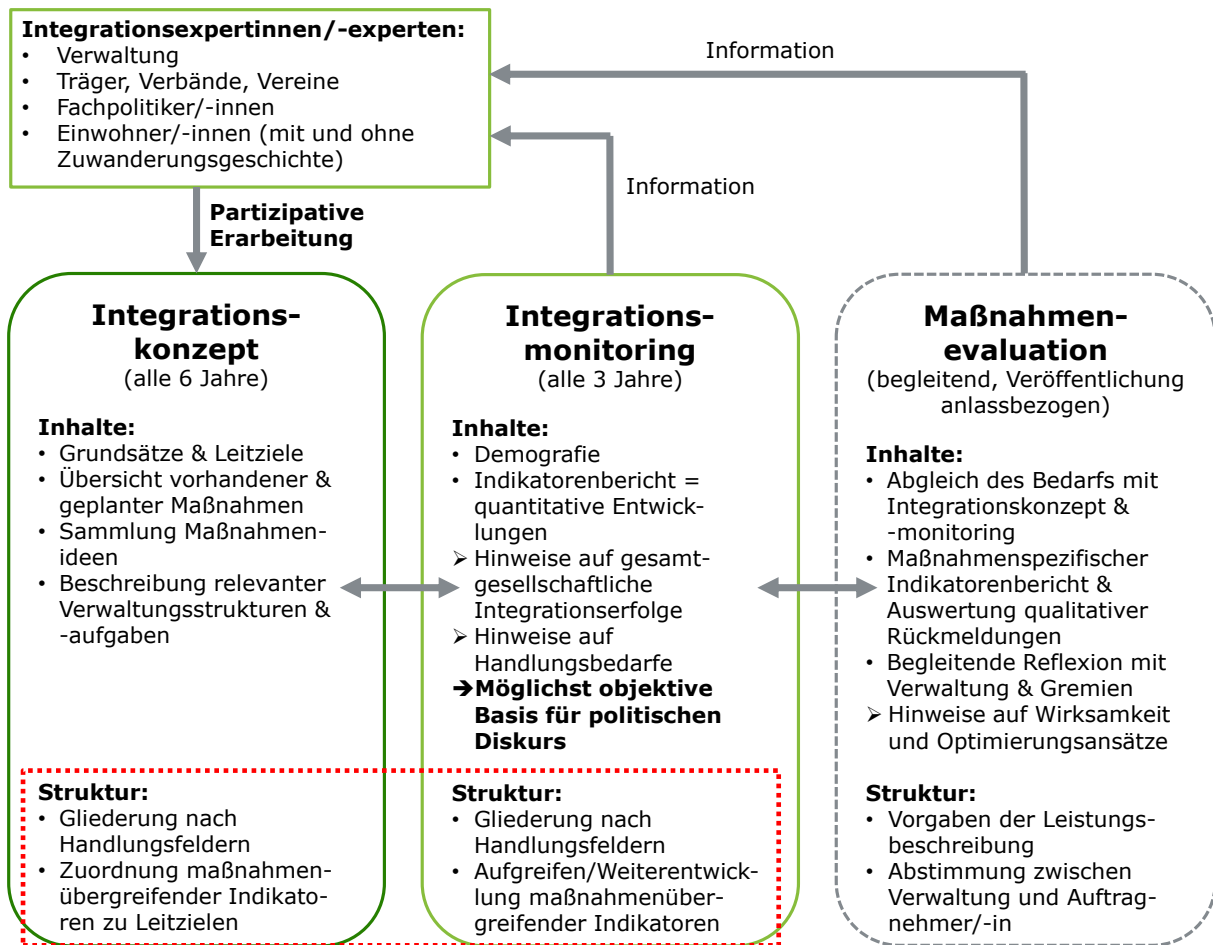 Integrationsexpertinnen/-experten:
• Verwaltung
• Träger, Verbände, Vereine
• Fachpolitiker/-innen
• Einwohner/-innen (mit und ohne
Zuwanderungsgeschichte)
Information
Information
Partizipative
Erarbeitung
Integrations-
konzept
(alle 6 Jahre)
Inhalte:
• Grundsätze & Leitziele
• Übersicht vorhandener &
geplanter Maßnahmen
• Sammlung Maßnahmen-
ideen
• Beschreibung relevanter
Verwaltungsstrukturen &
-aufgaben
Struktur:
• Gliederung nach
Handlungsfeldern
• Zuordnung maßnahmen-
übergreifender Indikato-
ren zu Leitzielen
Integrations-
monitoring
(alle 3 Jahre)
Inhalte:
• Demografie
• Indikatorenbericht =
quantitative Entwick-
lungen
➢ Hinweise auf gesamt-
gesellschaftliche
Integrationserfolge
➢ Hinweise auf
Handlungsbedarfe
➔Möglichst objektive
Basis für politischen
Diskurs
Struktur:
• Gliederung nach
Handlungsfeldern
• Aufgreifen/Weiterentwick-
lung maßnahmenüber-
greifender Indikatoren
Maßnahmen-
evaluation
(begleitend, Veröffentlichung
anlassbezogen)
Inhalte:
• Abgleich des Bedarfs mit
Integrationskonzept &
-monitoring
• Maßnahmenspezifischer
Indikatorenbericht &
Auswertung qualitativer
Rückmeldungen
• Begleitende Reflexion mit
Verwaltung & Gremien
➢ Hinweise auf Wirksamkeit
und Optimierungsansätze
Struktur:
• Vorgaben der Leistungs-
beschreibung
• Abstimmung zwischen
Verwaltung und Auftrag-
nehmer/-in